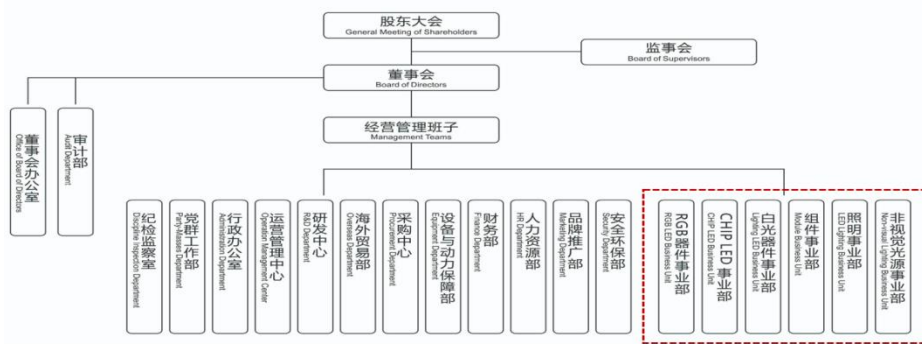 股东大会
General Meeting of Shareholders
监事会
Board of Supervisors
董事会
Board of Directors
董事会办公室
Office of Board of Directors
审计部
Audit Department
经营管理班子
Management Teams
纪检监察室
Discipline Inspection Department
党群工作部
Party-Masses Department
行政办公室
Administration Department
运营管理中心
Operation Management Center
研发中心
R&D Department
海外贸易部
Overseas Department
采购中心
Procurement Department
设备与动力保障部
Equipment Department
财务部
Finance Department
人力资源部
HR Department
品牌推广部
Marketing Department
安全环保部
Security Department
RGB器件事业部
RGB LED Business Unit
CHIP LED 事业部
CHIP LED Business Unit
白光器件事业部
Lighting LED Business Unit
组件事业部
Module Business Unit
照明事业部
LED Lighting Business Unit
非视觉光源事业部
Non-visual Lighting Business Unit